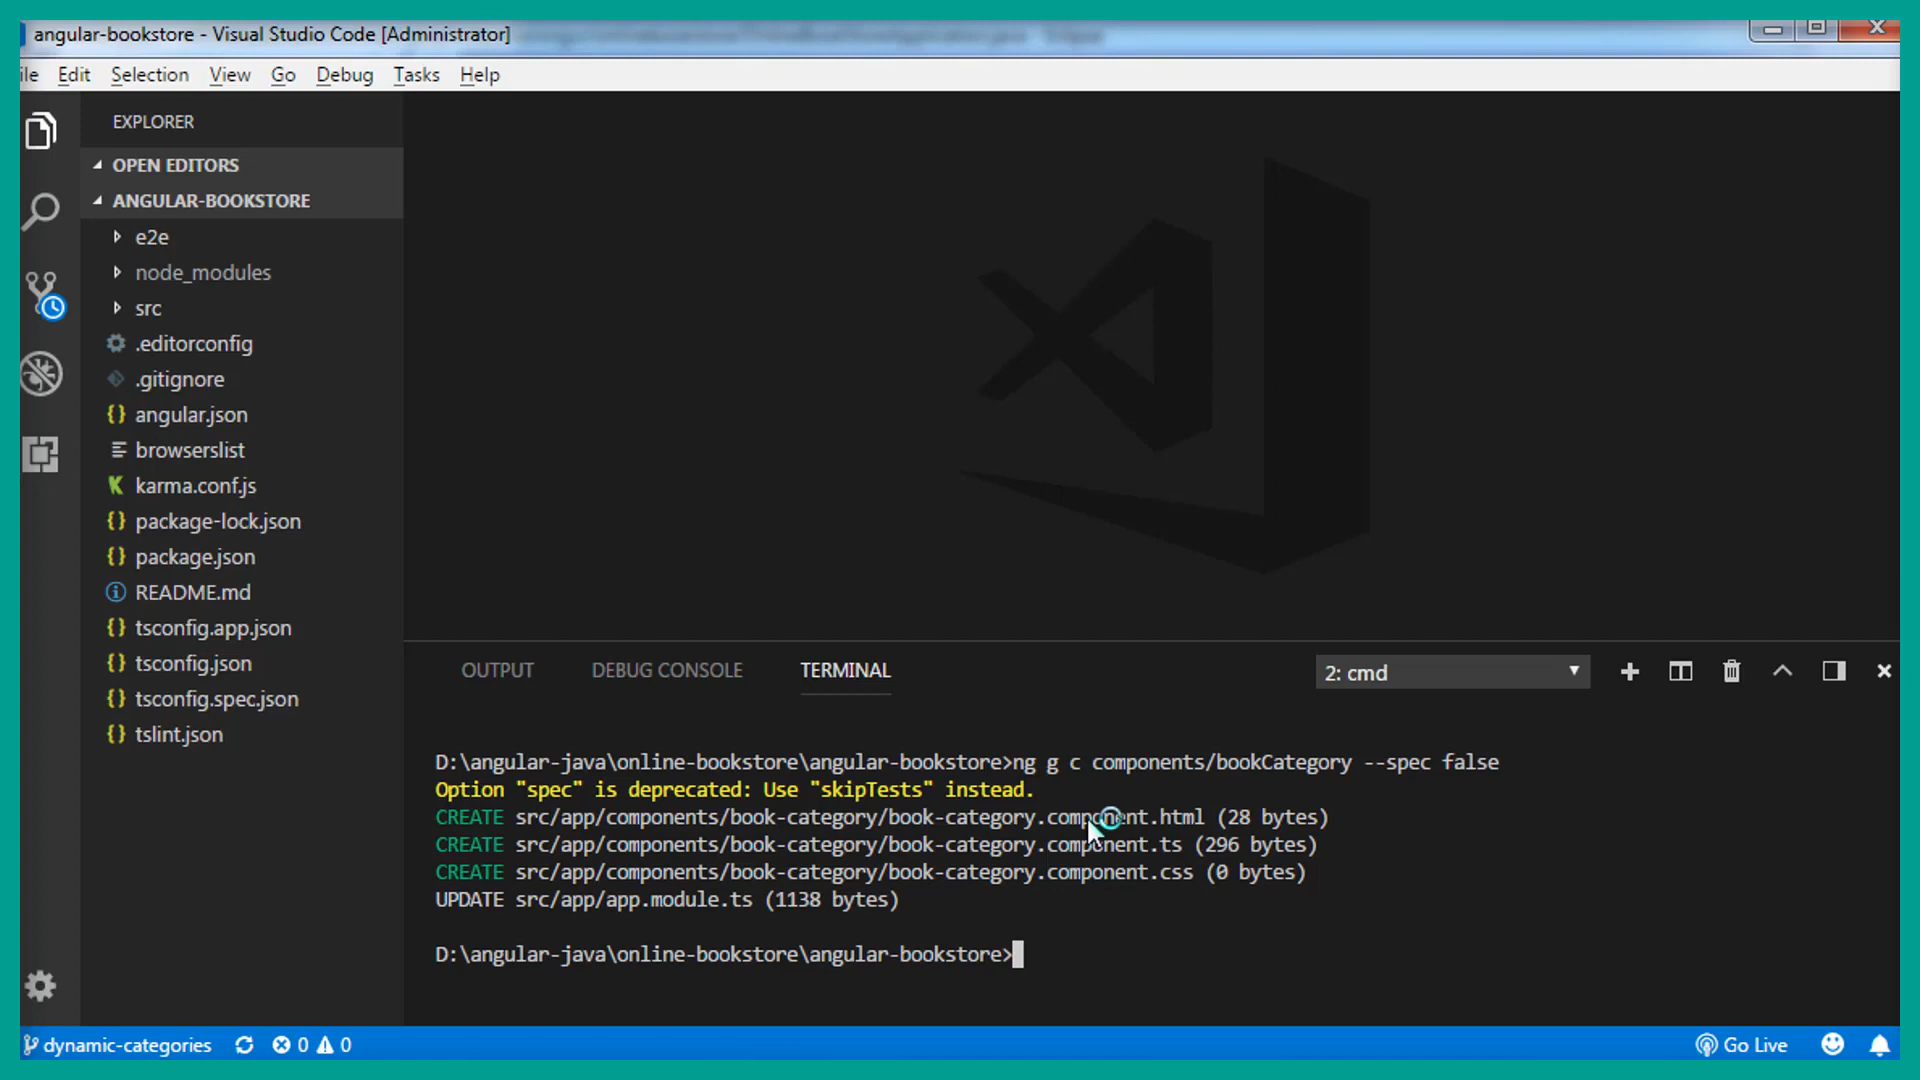 angular-bookstore - Visual Studio Code [Administrator]
ile Edit Selection View Go Debug Tasks Help
EXPLORER
OPEN EDITORS
ANGULAR-BOOKSTORE
e2e
node_modules
src
.editorconfig
.gitignore
angular.json
browserslist
karma.conf.js
package-lock.json
package.json
README.md
tsconfig.app.json
tsconfig.json
tsconfig.spec.json
tslint.json
OUTPUT DEBUG CONSOLE TERMINAL 2: cmd
D:\angular-java\online-bookstore\angular-bookstore>ng g c components/bookCategory --spec false
Option "spec" is deprecated: Use "skipTests" instead.
CREATE src/app/components/book-category/book-category.component.html (28 bytes)
CREATE src/app/components/book-category/book-category.component.ts (296 bytes)
CREATE src/app/components/book-category/book-category.component.css (0 bytes)
UPDATE src/app/app.module.ts (1138 bytes)
D:\angular-java\online-bookstore\angular-bookstore>
dynamic-categories 0 0 Go Live